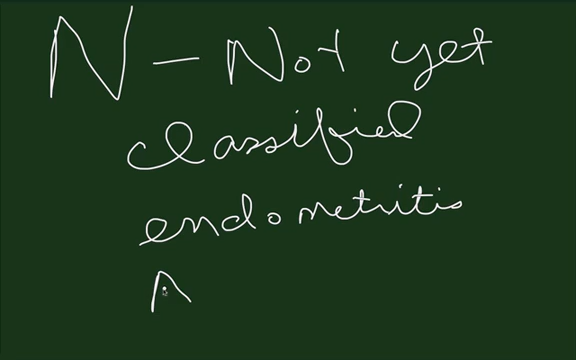 N - Not yet
classified
endometritis
A